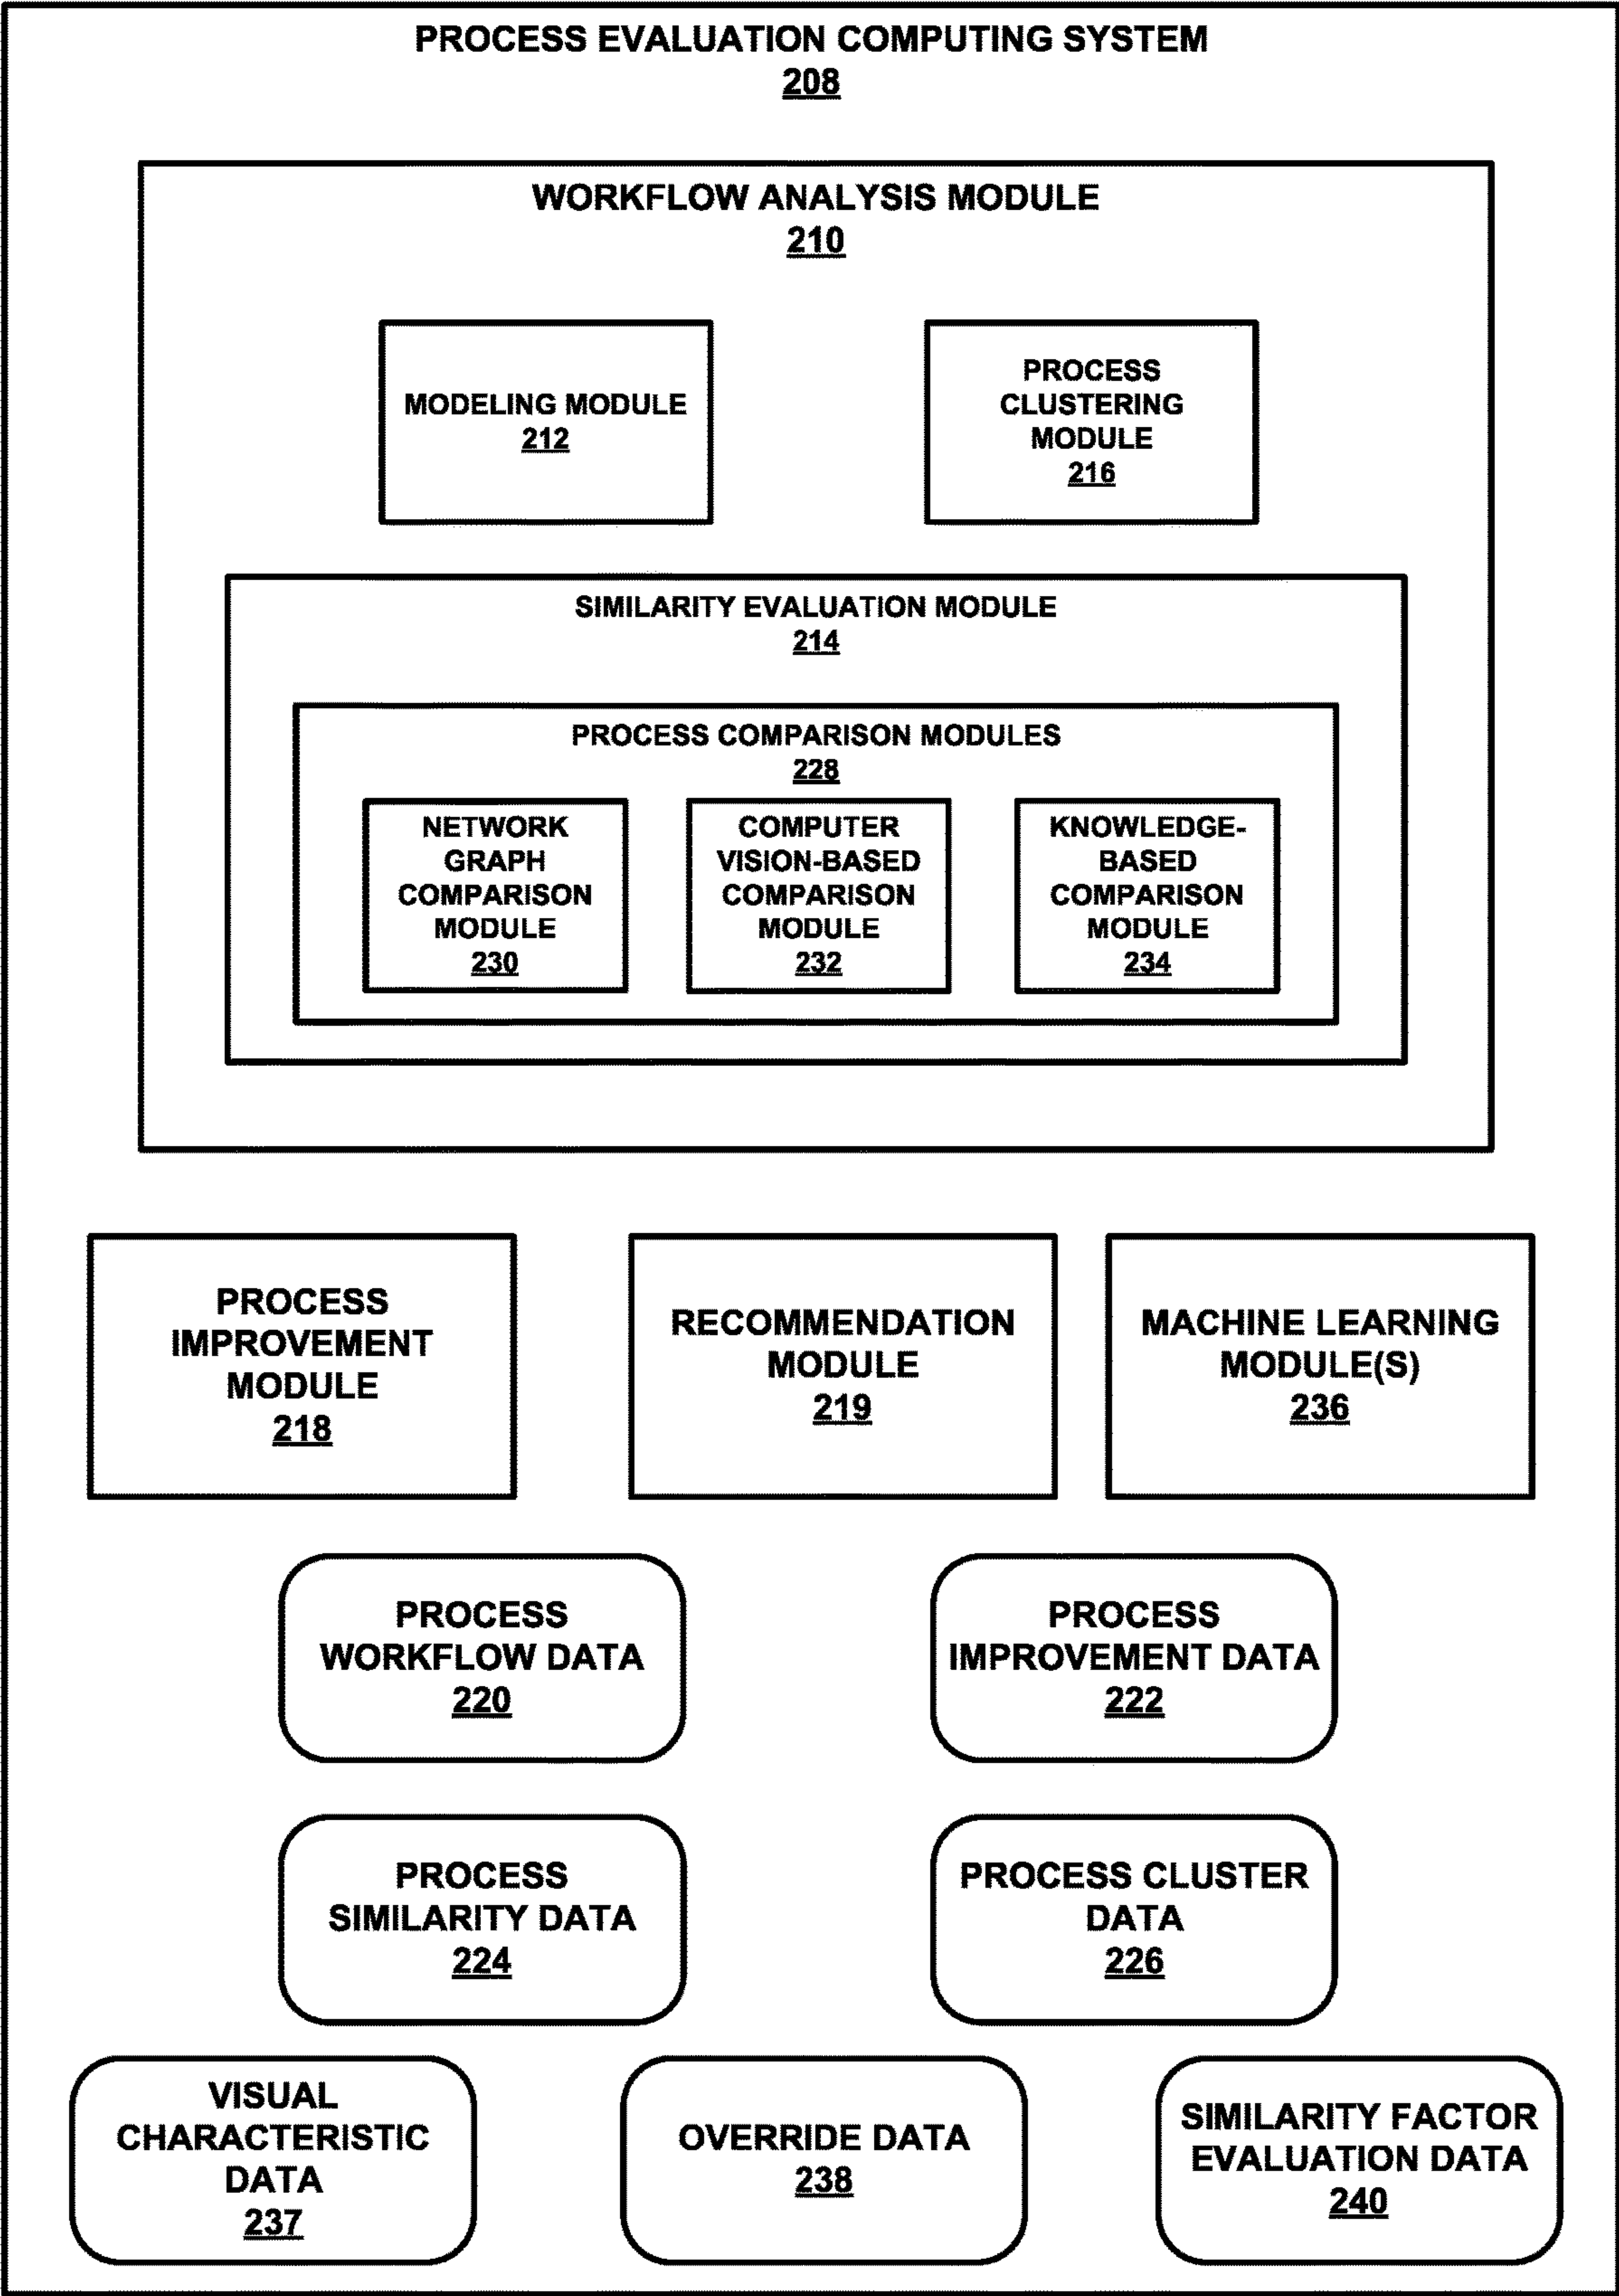 PROCESS EVALUATION COMPUTING SYSTEM
208
WORKFLOW ANALYSIS MODULE
210
MODELING MODULE
212
PROCESS
CLUSTERING
MODULE
216
SIMILARITY EVALUATION MODULE
214
PROCESS COMPARISON MODULES
228
NETWORK
GRAPH
COMPARISON
MODULE
230
COMPUTER
VISION-BASED
COMPARISON
MODULE
232
KNOWLEDGE-
BASED
COMPARISON
MODULE
234
PROCESS
IMPROVEMENT
MODULE
218
RECOMMENDATION
MODULE
219
MACHINE LEARNING
MODULE(S)
236
PROCESS
WORKFLOW DATA
220
PROCESS
IMPROVEMENT DATA
222
PROCESS
SIMILARITY DATA
224
PROCESS CLUSTER
DATA
226
VISUAL
CHARACTERISTIC
DATA
237
OVERRIDE DATA
238
SIMILARITY FACTOR
EVALUATION DATA
240